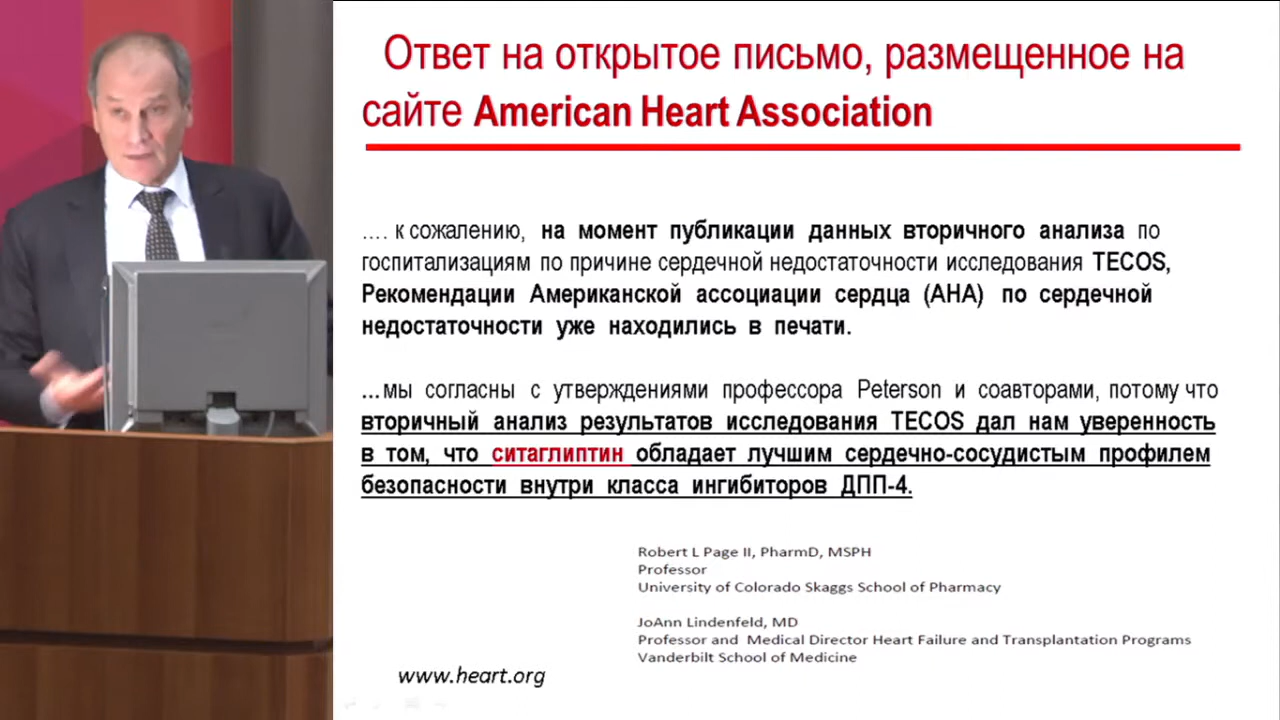 Ответ на открытое письмо, размещенное на
сайте American Heart Association
…. к сожалению, на момент публикации данных вторичного анализа по
госпитализациям по причине сердечной недостаточности исследования TECOS,
Рекомендации Американской ассоциации сердца (АНА) по сердечной
недостаточности уже находились в печати.
…мы согласны с утверждениями профессора Peterson и соавторами, потому что
вторичный анализ результатов исследования TECOS дал нам уверенность
в том, что ситаглиптин обладает лучшим сердечно-сосудистым профилем
безопасности внутри класса ингибиторов ДПП-4.
Robert L Page II, PharmD, MSPH
Professor
University of Colorado Skaggs School of Pharmacy
JoAnn Lindenfeld, MD
Professor and Medical Director Heart Failure and Transplantation Programs
Vanderbilt School of Medicine
www.heart.org